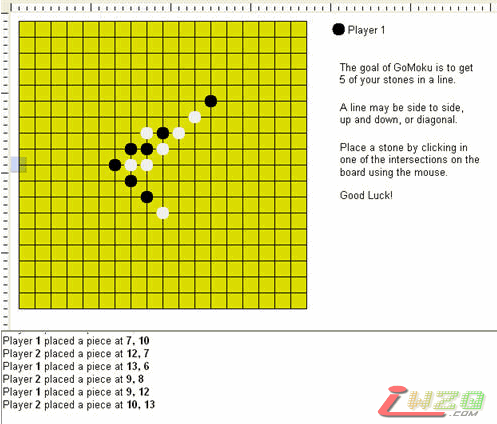 Player 1
The goal of GoMoku is to get
5 of your stones in a line.
A line may be side to side,
up and down, or diagonal.
Place a stone by clicking in
one of the intersections on the
board using the mouse.
Good Luck!
Player 1 placed a piece at 7, 10
Player 2 placed a piece at 12, 7
Player 1 placed a piece at 13, 6
Player 2 placed a piece at 9, 8
Player 1 placed a piece at 9, 12
Player 2 placed a piece at 10, 13
iWZQ.com